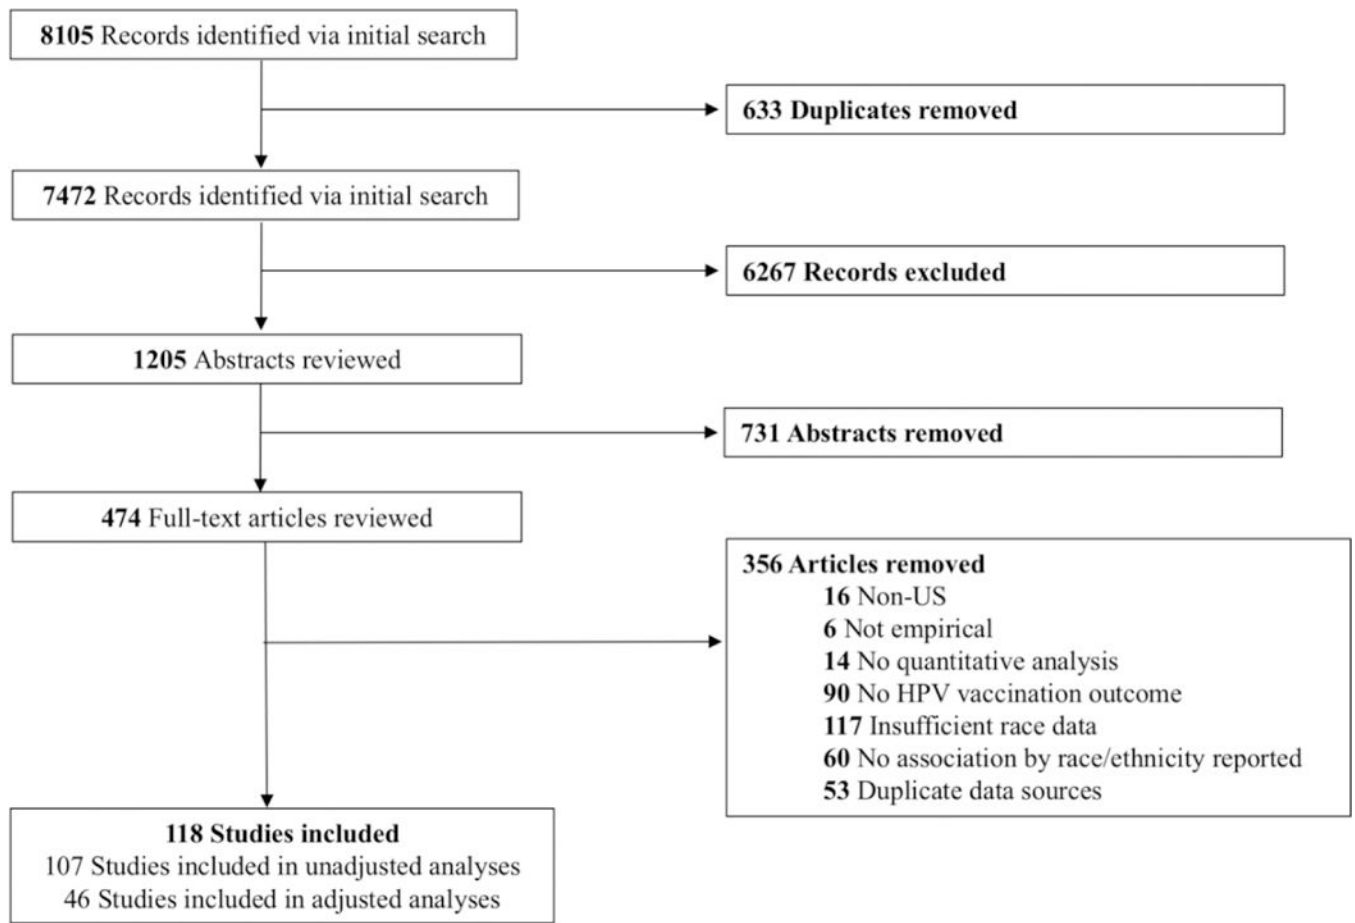 8105 Records identified via initial search
633 Duplicates removed
7472 Records identified via initial search
6267 Records excluded
1205 Abstracts reviewed
731 Abstracts removed
474 Full-text articles reviewed
356 Articles removed
16 Non-US
6 Not empirical
14 No quantitative analysis
90 No HPV vaccination outcome
117 Insufficient race data
60 No association by race/ethnicity reported
53 Duplicate data sources
118 Studies included
107 Studies included in unadjusted analyses
46 Studies included in adjusted analyses